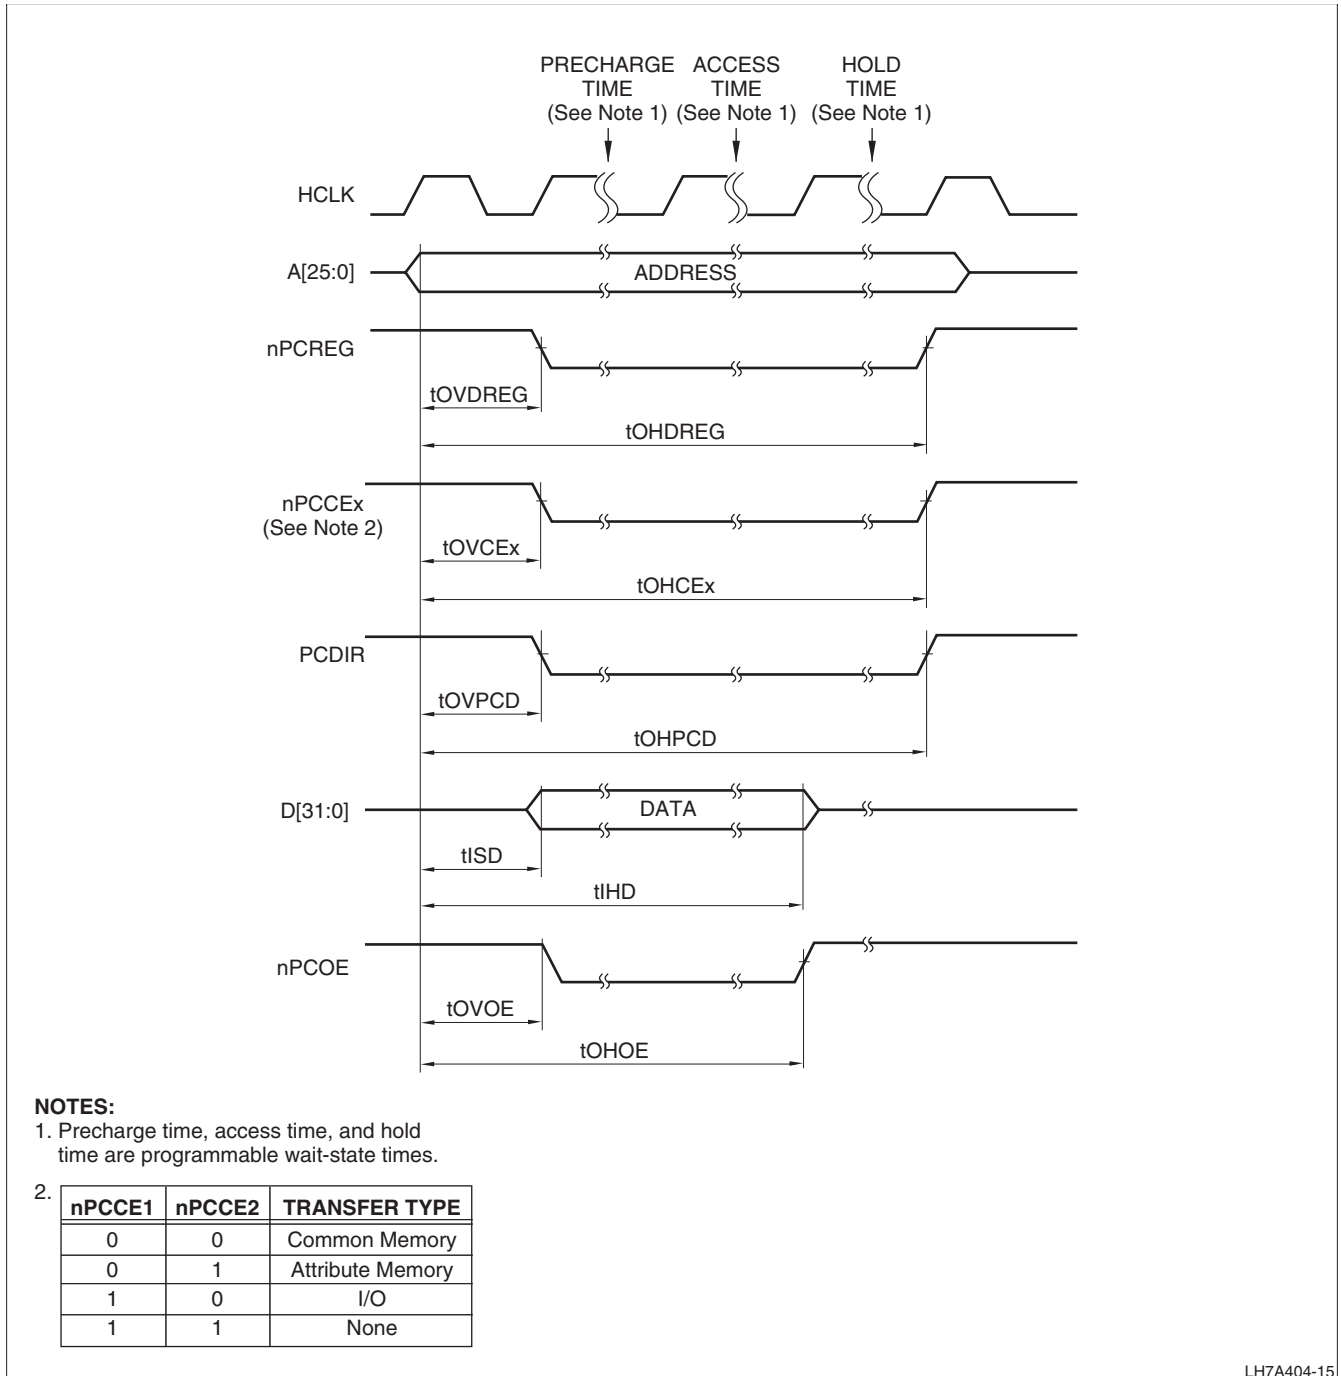 PRECHARGE TIME (See Note 1)
ACCESS TIME (See Note 1)
HOLD TIME (See Note 1)
HCLK
A[25:0]
ADDRESS
nPCREG
tOVDREG
tOHDREG
nPCCEx
(See Note 2)
tOVCEx
tOHCEx
PCDIR
tOVPCD
tOHPCD
D[31:0]
DATA
tISD
tIHD
nPCOE
tOVOE
tOHOE
NOTES:
1. Precharge time, access time, and hold
time are programmable wait-state times.
2.
nPCCE1 nPCCE2 TRANSFER TYPE
0 0 Common Memory
0 1 Attribute Memory
1 0 I/O
1 1 None
LH7A404-15